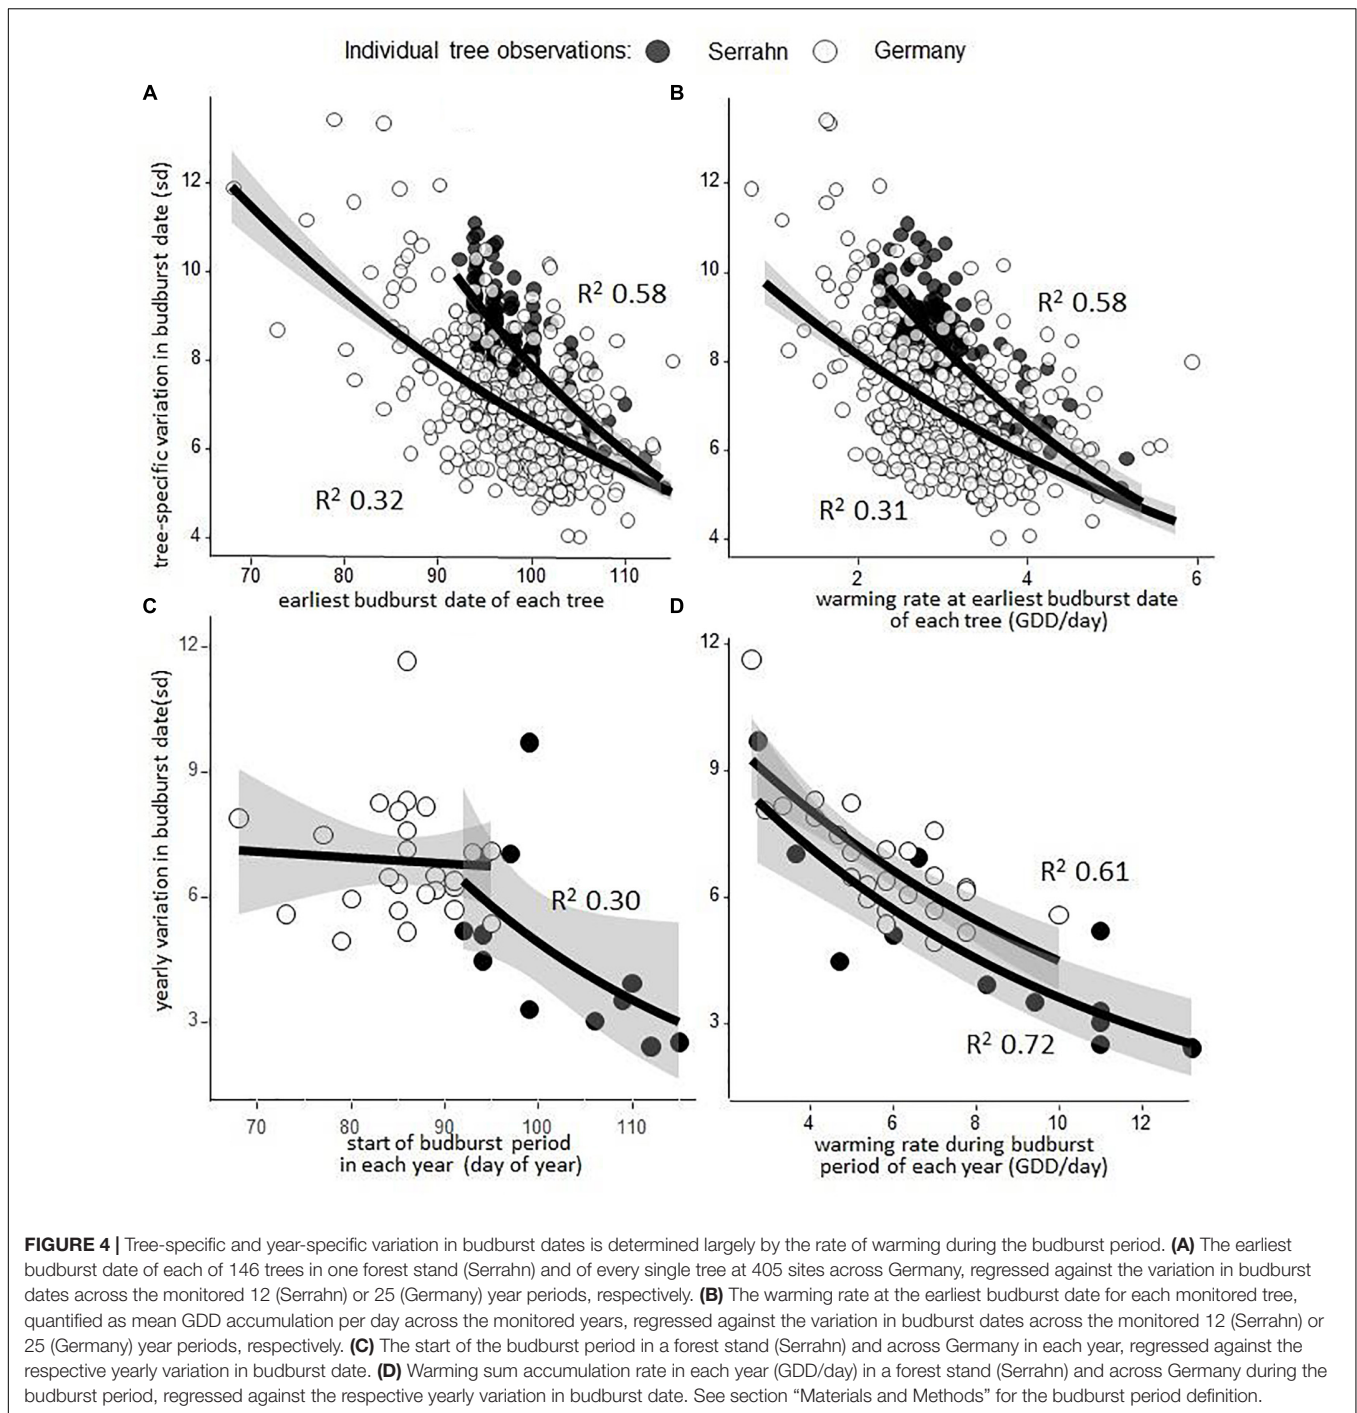 Individual tree observations: Serrahn Germany
A
B
tree-specific variation in budburst date (sd)
12
10
8
6
4
R² 0.58
R² 0.32
70 80 90 100 110
earliest budburst date of each tree
12
10
8
6
4
R² 0.58
R² 0.31
2 4 6
warming rate at earliest budburst date
of each tree (GDD/day)
C
D
yearly variation in budburst date(sd)
12
9
6
3
R² 0.30
70 80 90 100 110
start of budburst period
in each year (day of year)
12
9
6
3
R² 0.61
R² 0.72
4 6 8 10 12
warming rate during budburst
period of each year (GDD/day)
FIGURE 4 | Tree-specific and year-specific variation in budburst dates is determined largely by the rate of warming during the budburst period. (A) The earliest
budburst date of each of 146 trees in one forest stand (Serrahn) and of every single tree at 405 sites across Germany, regressed against the variation in budburst
dates across the monitored 12 (Serrahn) or 25 (Germany) year periods, respectively. (B) The warming rate at the earliest budburst date for each monitored tree,
quantified as mean GDD accumulation per day across the monitored years, regressed against the variation in budburst dates across the monitored 12 (Serrahn) or
25 (Germany) year periods, respectively. (C) The start of the budburst period in a forest stand (Serrahn) and across Germany in each year, regressed against the
respective yearly variation in budburst date. (D) Warming sum accumulation rate in each year (GDD/day) in a forest stand (Serrahn) and across Germany during the
budburst period, regressed against the respective yearly variation in budburst date. See section “Materials and Methods” for the budburst period definition.